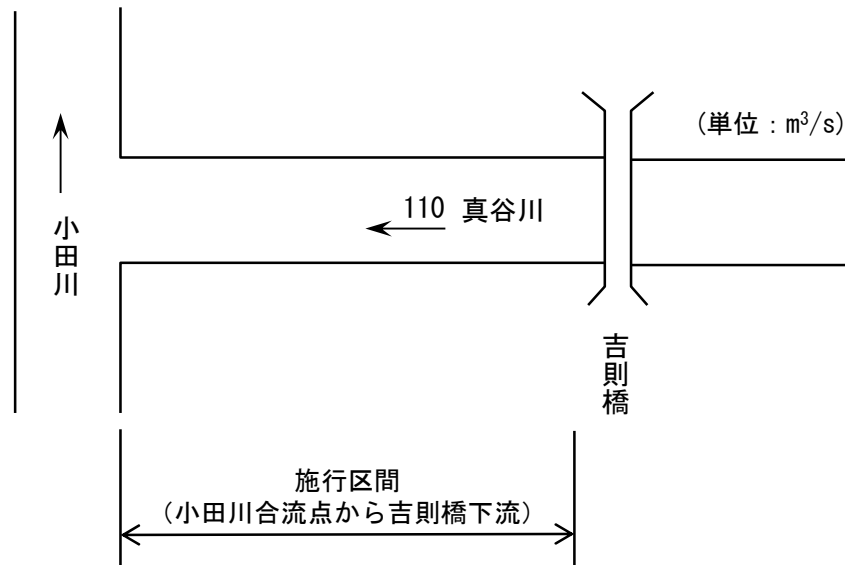 (単位：m³/s)
110 真谷川
小田川
吉則橋
施行区間
(小田川合流点から吉則橋下流)